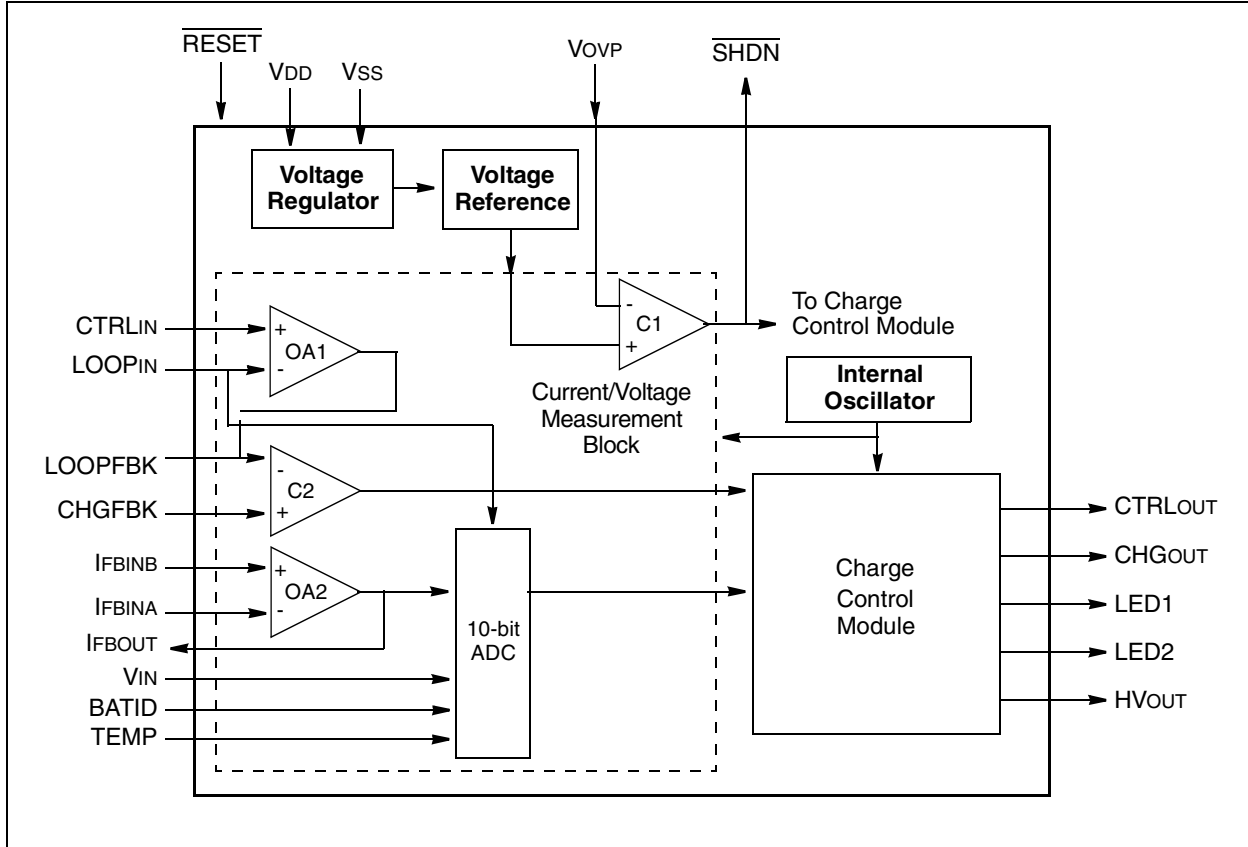 RESET
VDD
VSS
VOVP
SHDN
Voltage
Regulator
Voltage
Reference
-
C1
+
To Charge
Control Module
CTRLIN
+
OA1
LOOPIN
-
Current/Voltage
Measurement
Block
Internal
Oscillator
LOOPFBK
-
C2
CHGFBK
+
IFBINB
+
OA2
IFBINA
-
IFBOUT
VIN
BATID
TEMP
10-bit
ADC
Charge
Control
Module
CTRLOUT
CHGOUT
LED1
LED2
HVOUT